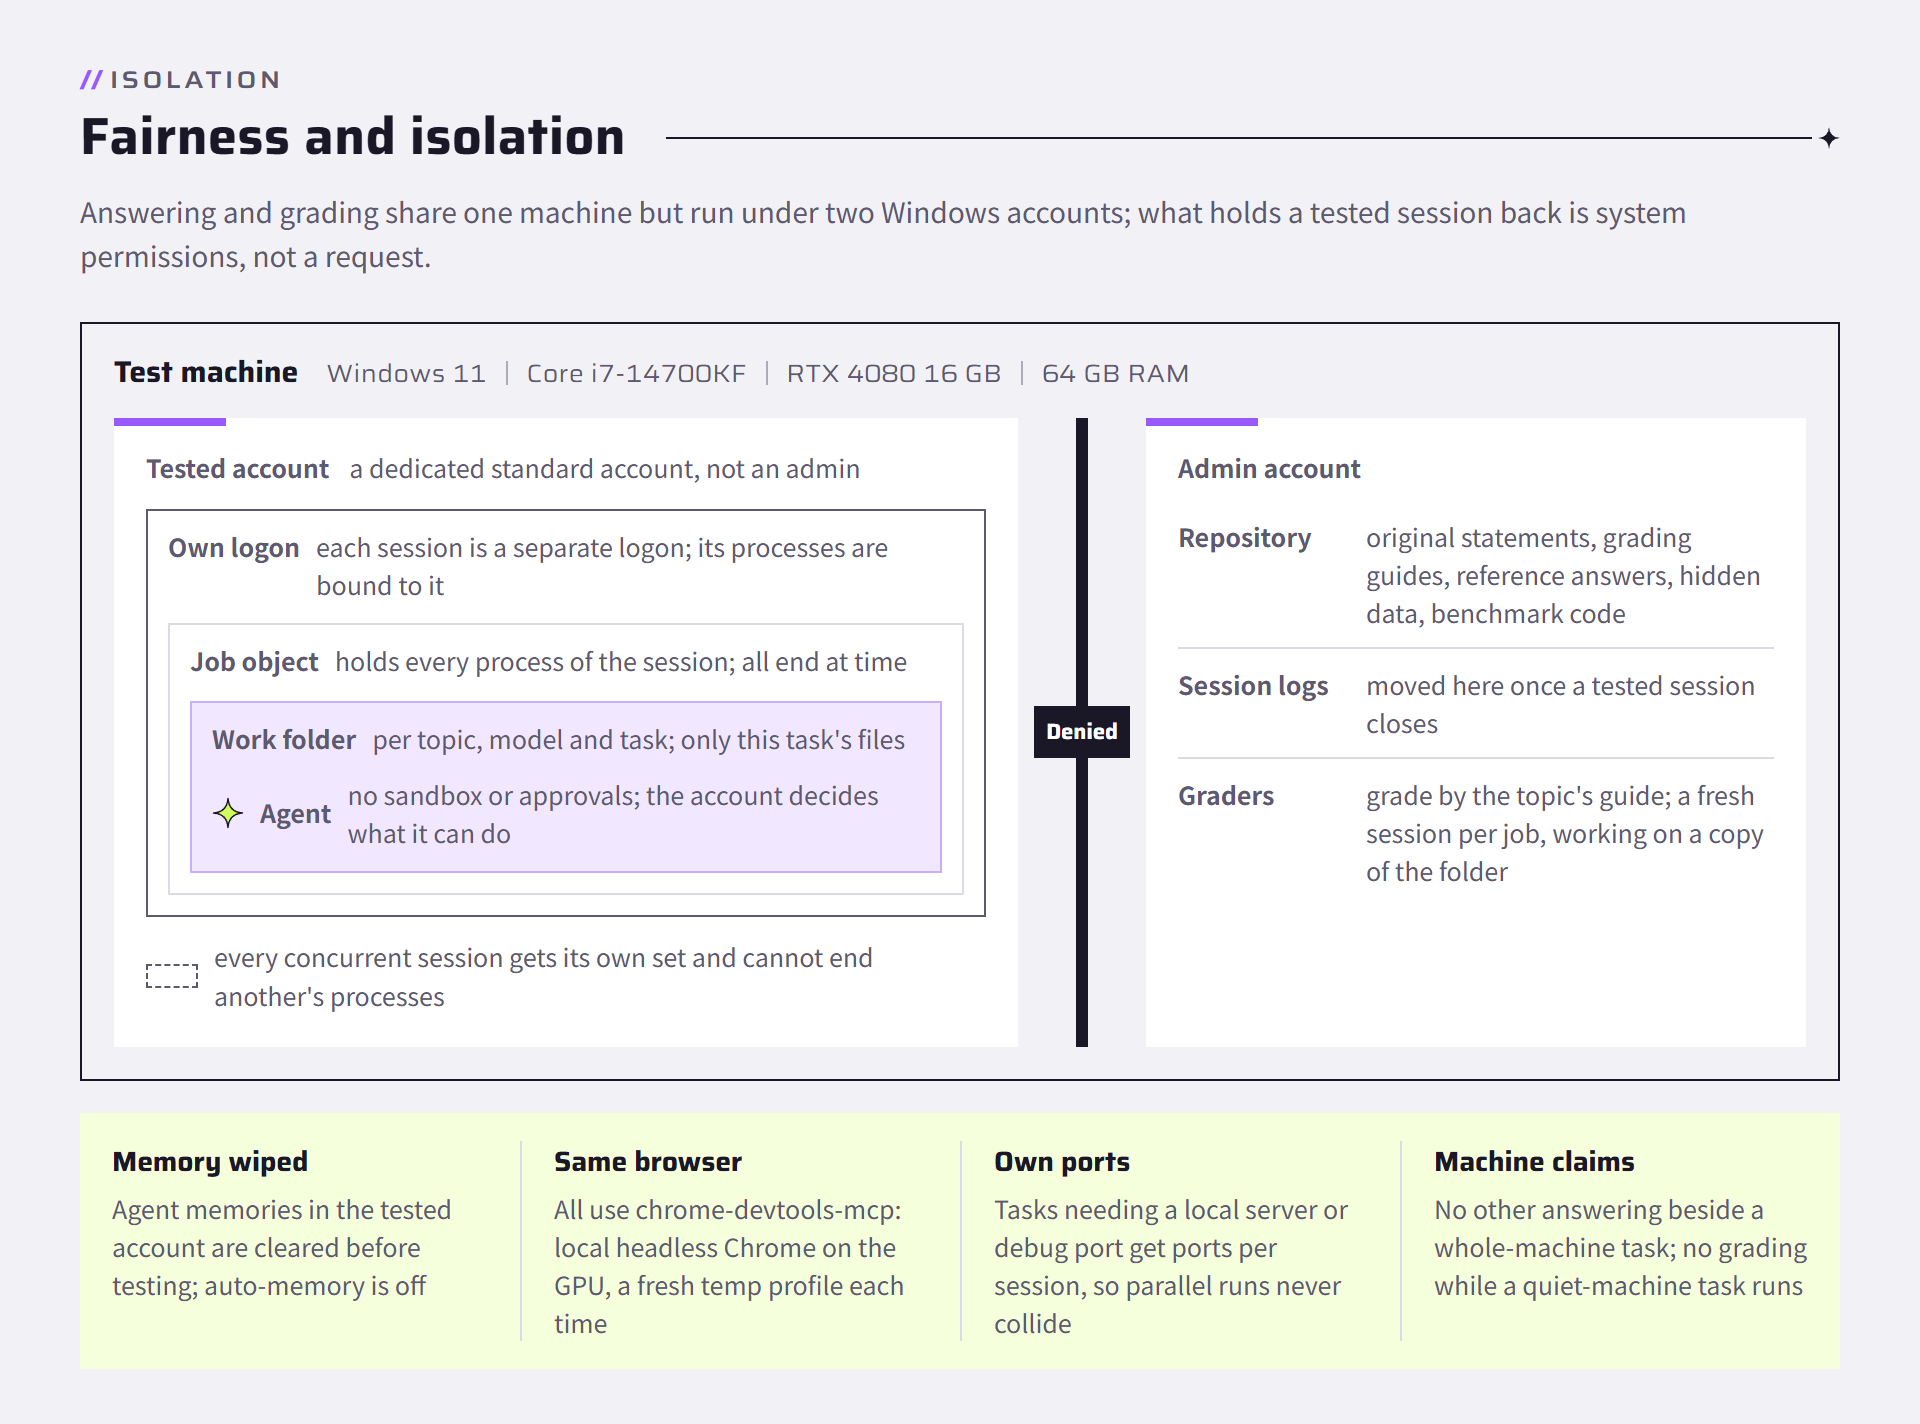 // ISOLATION
Fairness and isolation
Answering and grading share one machine but run under two Windows accounts; what holds a tested session back is system
permissions, not a request.
Test machine Windows 11 | Core i7-14700KF | RTX 4080 16 GB | 64 GB RAM
Tested account a dedicated standard account, not an admin
Own logon each session is a separate logon; its processes are
bound to it
Job object holds every process of the session; all end at time
Work folder per topic, model and task; only this task's files
Agent no sandbox or approvals; the account decides
what it can do
every concurrent session gets its own set and cannot end
another's processes
Denied
Admin account
Repository original statements, grading
guides, reference answers, hidden
data, benchmark code
Session logs moved here once a tested session
closes
Graders grade by the topic's guide; a fresh
session per job, working on a copy
of the folder
Memory wiped
Agent memories in the tested
account are cleared before
testing; auto-memory is off
Same browser
All use chrome-devtools-mcp:
local headless Chrome on the
GPU, a fresh temp profile each
time
Own ports
Tasks needing a local server or
debug port get ports per
session, so parallel runs never
collide
Machine claims
No other answering beside a
whole-machine task; no grading
while a quiet-machine task runs